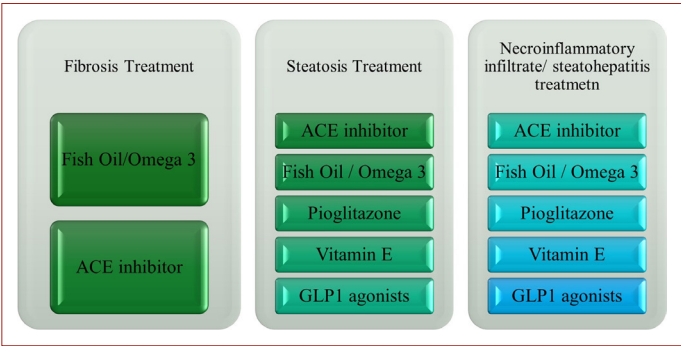 Fibrosis Treatment
Fish Oil/Omega 3
ACE inhibitor
Steatosis Treatment
ACE inhibitor
Fish Oil / Omega 3
Pioglitazone
Vitamin E
GLP1 agonists
Necroinflammatory
infiltrate/ steatohepatitis
treatmetn
ACE inhibitor
Fish Oil / Omega 3
Pioglitazone
Vitamin E
GLP1 agonists